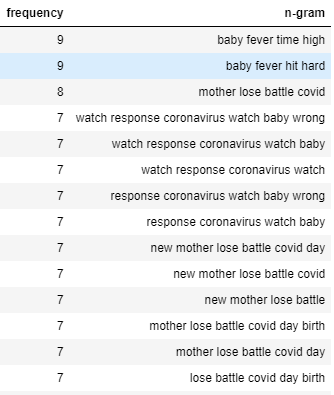 frequency n-gram
9 baby fever time high
9 baby fever hit hard
8 mother lose battle covid
7 watch response coronavirus watch baby wrong
7 watch response coronavirus watch baby
7 watch response coronavirus watch
7 response coronavirus watch baby wrong
7 response coronavirus watch baby
7 new mother lose battle covid day
7 new mother lose battle covid
7 new mother lose battle
7 mother lose battle covid day birth
7 mother lose battle covid day
7 lose battle covid day birth